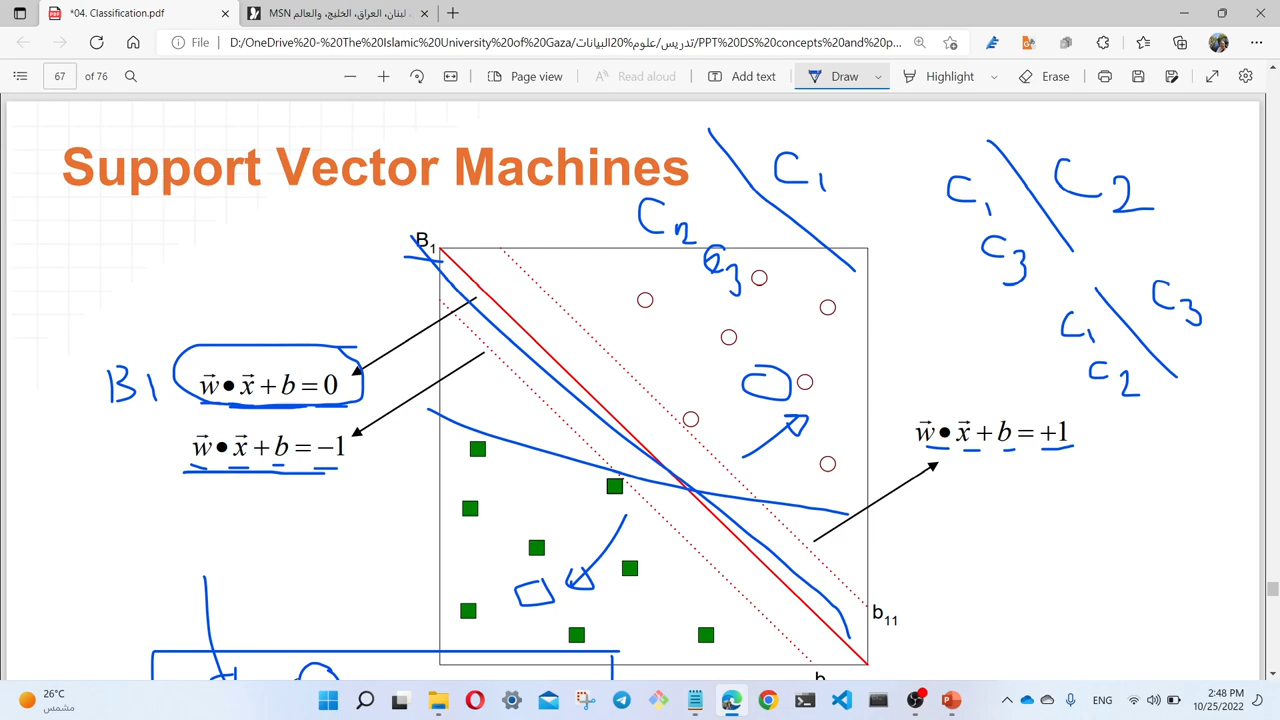 *04. Classification.pdf
MSN لبنان، العراق، الخليج، والعالم
File
D:/OneDrive%20-%20The%20Islamic%20University%20of%20Gaza/تدريس/علوم%20البيانات/PPT%20DS%20concepts%20and%20p...
67 of 76
Page view
Read aloud
Add text
Draw
Highlight
Erase
Support Vector Machines
C1
C2
C3
C1 C2
C3
C1 C3
C2
B1
B1 w⃗ • x⃗ + b = 0
w⃗ • x⃗ + b = −1
w⃗ • x⃗ + b = +1
b11
26°C
مشمس
ENG
2:48 PM
10/25/2022